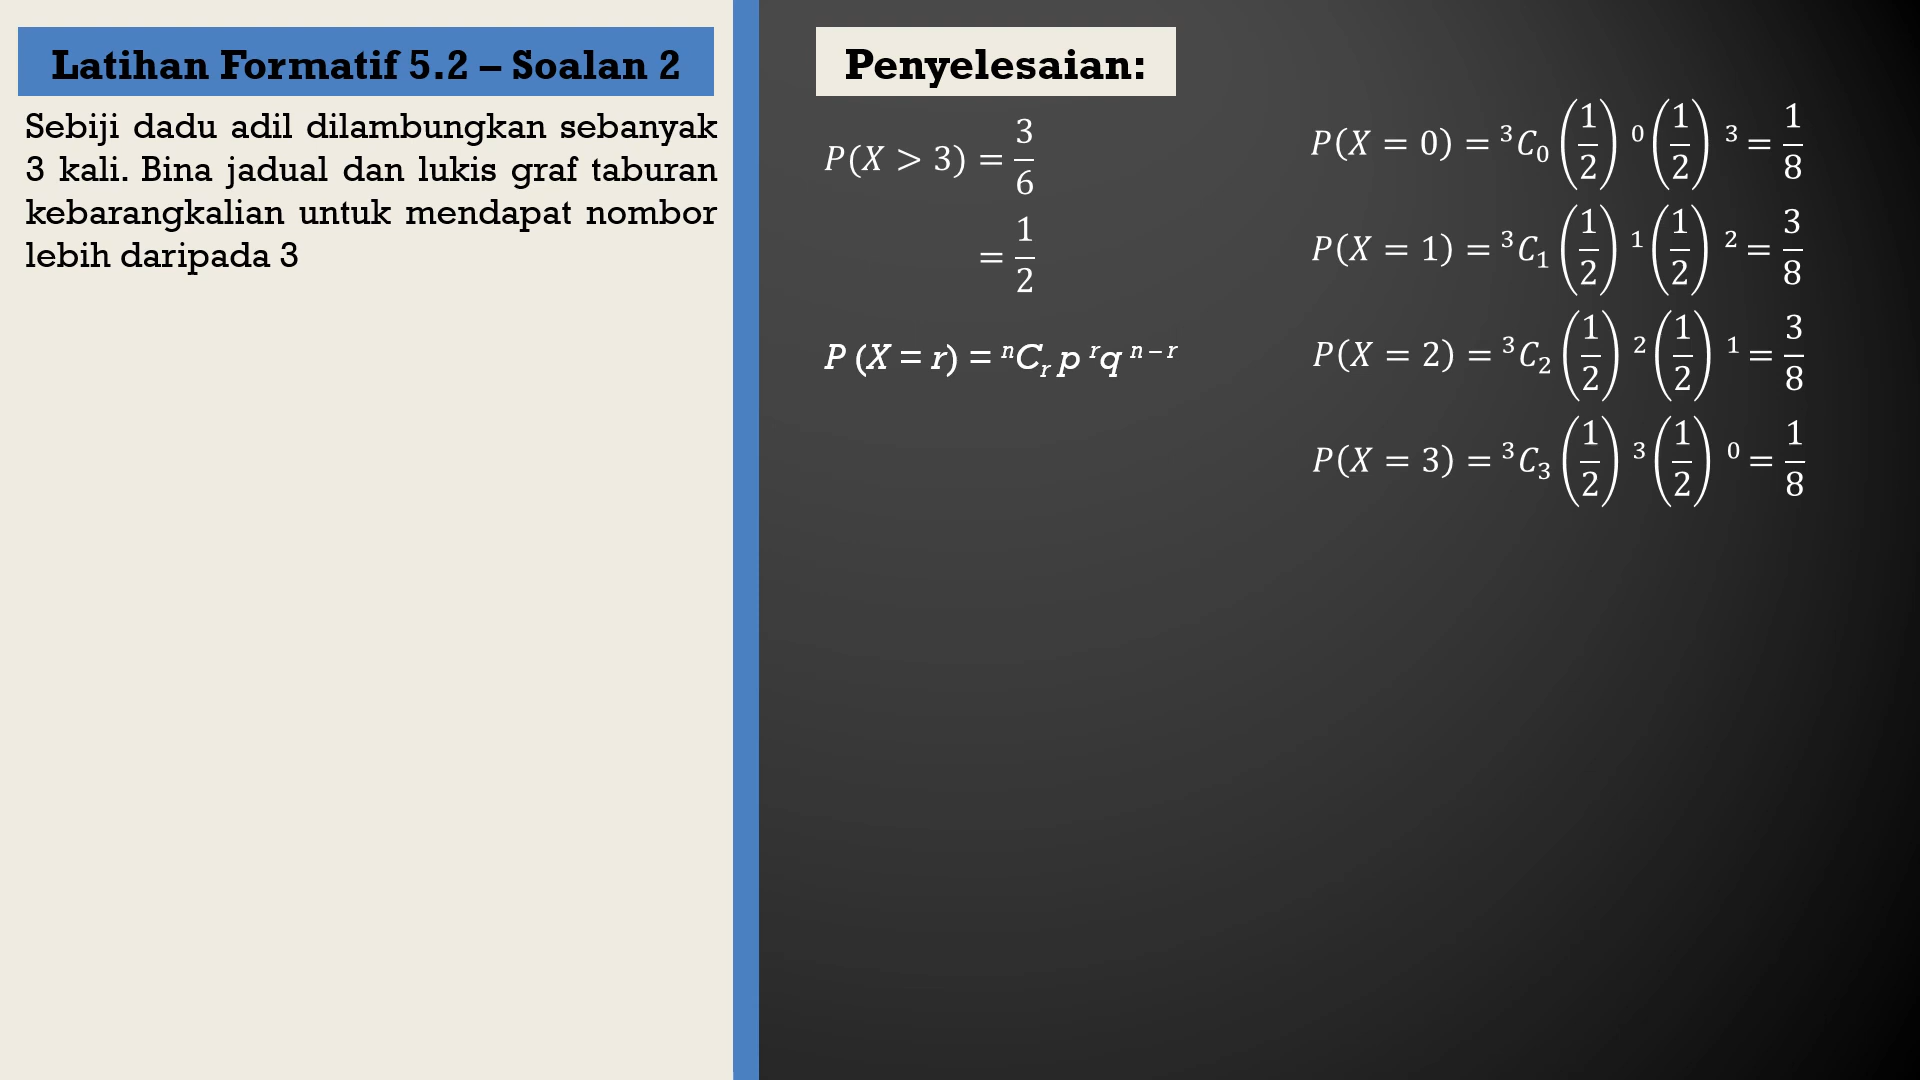 Latihan Formatif 5.2 – Soalan 2
Sebiji dadu adil dilambungkan sebanyak
3 kali. Bina jadual dan lukis graf taburan
kebarangkalian untuk mendapat nombor
lebih daripada 3
Penyelesaian:
P(X > 3) = 3/6
= 1/2
P (X = r) = ⁿCᵣ p ʳq ⁿ ⁻ ʳ
P(X = 0) = ³C₀ (1/2) ⁰ (1/2) ³ = 1/8
P(X = 1) = ³C₁ (1/2) ¹ (1/2) ² = 3/8
P(X = 2) = ³C₂ (1/2) ² (1/2) ¹ = 3/8
P(X = 3) = ³C₃ (1/2) ³ (1/2) ⁰ = 1/8